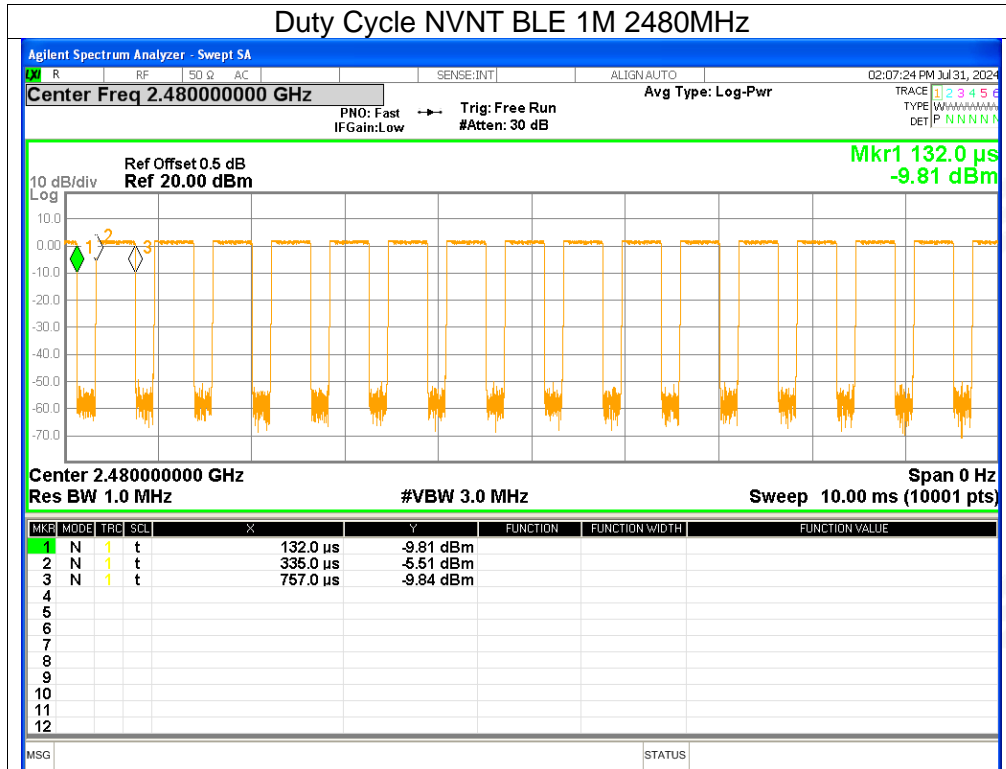 Duty Cycle NVNT BLE 1M 2480MHz
Agilent Spectrum Analyzer - Swept SA
LXI R RF 50 Ω AC SENSE:INT ALIGN AUTO 02:07:24 PM Jul 31, 2024
Center Freq 2.480000000 GHz Avg Type: Log-Pwr TRACE 1 2 3 4 5 6
PNO: Fast Trig: Free Run TYPE
IFGain:Low #Atten: 30 dB DET P N N N N N
Mkr1 132.0 µs
Ref Offset 0.5 dB
10 dB/div Ref 20.00 dBm -9.81 dBm
Log
10.0
0.00
-10.0
-20.0
-30.0
-40.0
-50.0
-60.0
-70.0
1 2 3
Center 2.480000000 GHz Span 0 Hz
Res BW 1.0 MHz #VBW 3.0 MHz Sweep 10.00 ms (10001 pts)
MKR MODE TRC SCL X Y FUNCTION FUNCTION WIDTH FUNCTION VALUE
1 N 1 t 132.0 µs -9.81 dBm
2 N 1 t 335.0 µs -5.51 dBm
3 N 1 t 757.0 µs -9.84 dBm
4
5
6
7
8
9
10
11
12
MSG STATUS